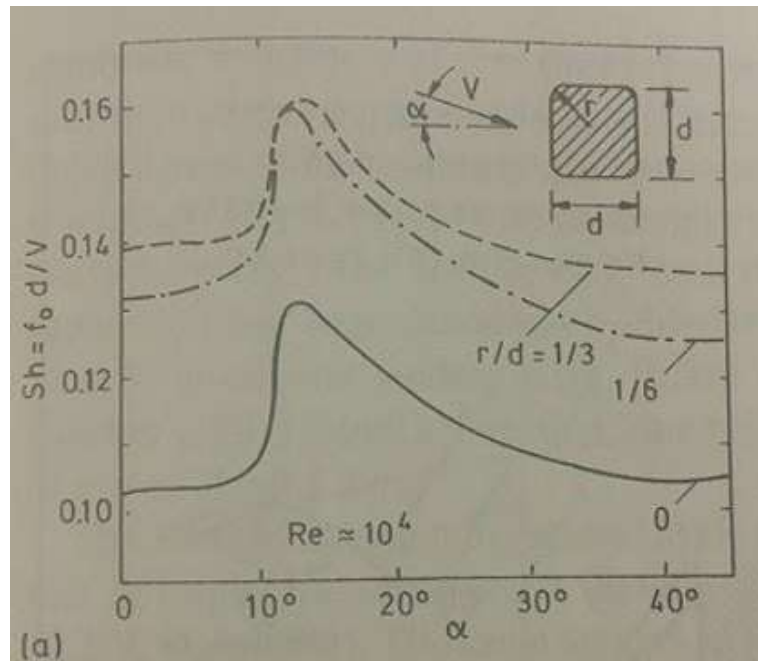 0.16
0.14
0.12
0.10
Sh = f₀ d / V
V
α
r
d
d
r/d = 1/3
1/6
0
Re ≃ 10⁴
0
10°
20°
30°
40°
α
(a)